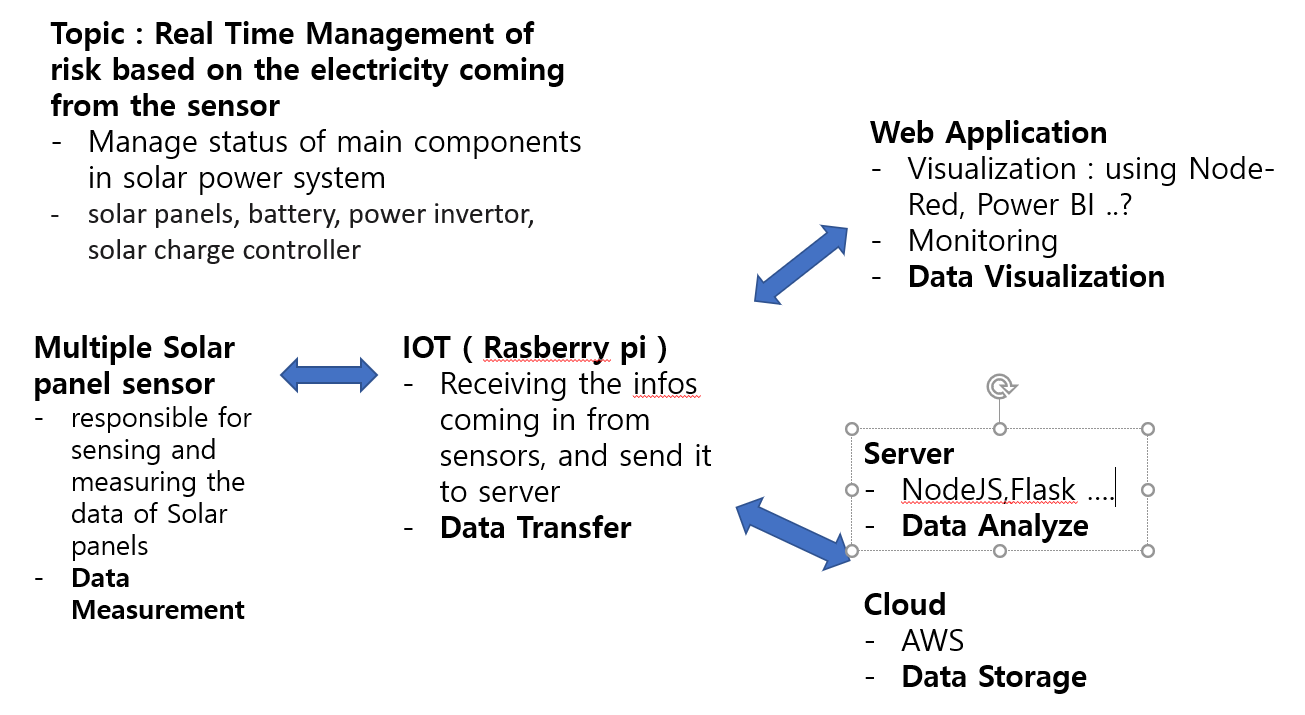 Topic : Real Time Management of
risk based on the electricity coming
from the sensor
- Manage status of main components
in solar power system
- solar panels, battery, power invertor,
solar charge controller
Web Application
- Visualization : using Node-
Red, Power BI ..?
- Monitoring
- Data Visualization
Multiple Solar
panel sensor
- responsible for
sensing and
measuring the
data of Solar
panels
- Data
Measurement
IOT ( Rasberry pi )
- Receiving the infos
coming in from
sensors, and send it
to server
- Data Transfer
Server
- NodeJS,Flask ....
- Data Analyze
Cloud
- AWS
- Data Storage